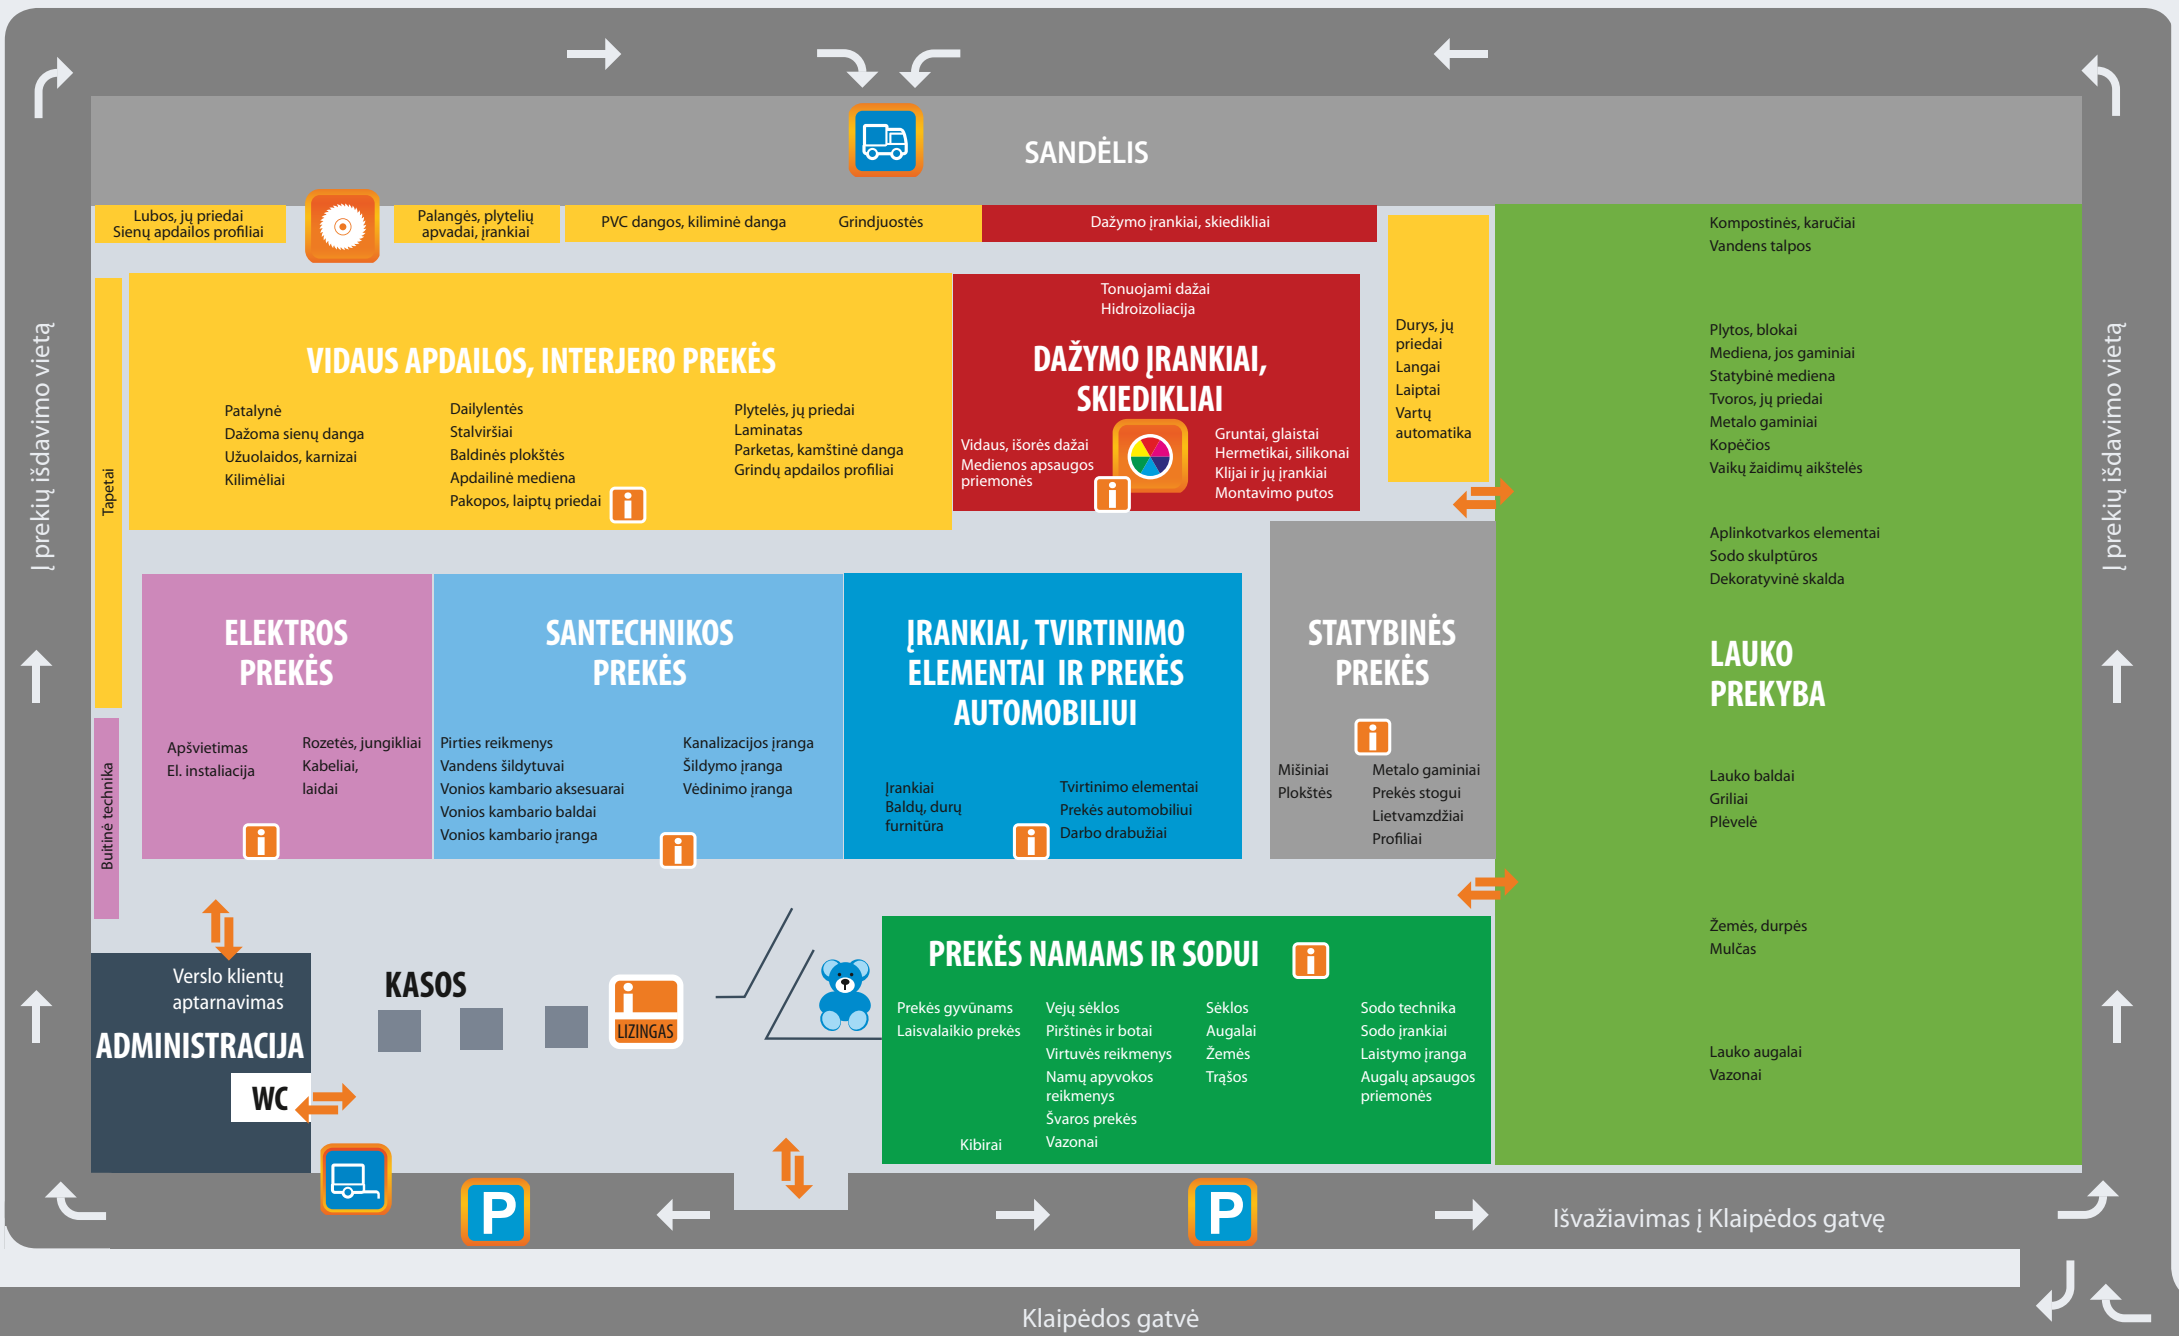 SANDĖLIS
Lubos, jų priedai
Sienų apdailos profiliai
Palangės, plytelių
apvadai, įrankiai
PVC dangos, kiliminė danga
Grindjuostės
Dažymo įrankiai, skiedikliai
Į prekių išdavimo vietą
Tapetai
VIDAUS APDAILOS, INTERJERO PREKĖS
Patalynė
Dažoma sienų danga
Užuolaidos, karnizai
Kilimėliai
Dailylentės
Stalviršiai
Baldinės plokštės
Apdailinė mediena
Pakopos, laiptų priedai
i
Plytelės, jų priedai
Laminatas
Parketas, kamštinė danga
Grindų apdailos profiliai
Tonuojami dažai
Hidroizoliacija
DAŽYMO ĮRANKIAI,
SKIEDIKLIAI
Vidaus, išorės dažai
Medienos apsaugos
priemonės
i
Gruntai, glaistai
Hermetikai, silikonai
Klijai ir jų įrankiai
Montavimo putos
Durys, jų
priedai
Langai
Laiptai
Vartų
automatika
Kompostinės, karučiai
Vandens talpos
Plytos, blokai
Mediena, jos gaminiai
Statybinė mediena
Tvoros, jų priedai
Metalo gaminiai
Kopėčios
Vaikų žaidimų aikštelės
Aplinkotvarkos elementai
Sodo skulptūros
Dekoratyvinė skalda
LAUKO
PREKYBA
Lauko baldai
Griliai
Plėvelė
Žemės, durpės
Mulčas
Lauko augalai
Vazonai
Į prekių išdavimo vietą
Buitinė technika
ELEKTROS
PREKĖS
Apšvietimas
El. instaliacija
Rozetės, jungikliai
Kabeliai,
laidai
i
SANTECHNIKOS
PREKĖS
Pirties reikmenys
Vandens šildytuvai
Vonios kambario aksesuarai
Vonios kambario baldai
Vonios kambario įranga
Kanalizacijos įranga
Šildymo įranga
Vėdinimo įranga
i
ĮRANKIAI, TVIRTINIMO
ELEMENTAI IR PREKĖS
AUTOMOBILIUI
Įrankiai
Baldų, durų
furnitūra
i
Tvirtinimo elementai
Prekės automobiliui
Darbo drabužiai
STATYBINĖS
PREKĖS
i
Mišiniai
Plokštės
Metalo gaminiai
Prekės stogui
Lietvamzdžiai
Profiliai
Verslo klientų
aptarnavimas
ADMINISTRACIJA
WC
KASOS
i
LIZINGAS
PREKĖS NAMAMS IR SODUI
i
Prekės gyvūnams
Laisvalaikio prekės
Kibirai
Vejų sėklos
Pirštinės ir botai
Virtuvės reikmenys
Namų apyvokos
reikmenys
Švaros prekės
Vazonai
Sėklos
Augalai
Žemės
Trąšos
Sodo technika
Sodo įrankiai
Laistymo įranga
Augalų apsaugos
priemonės
P
P
Išvažiavimas į Klaipėdos gatvę
Klaipėdos gatvė